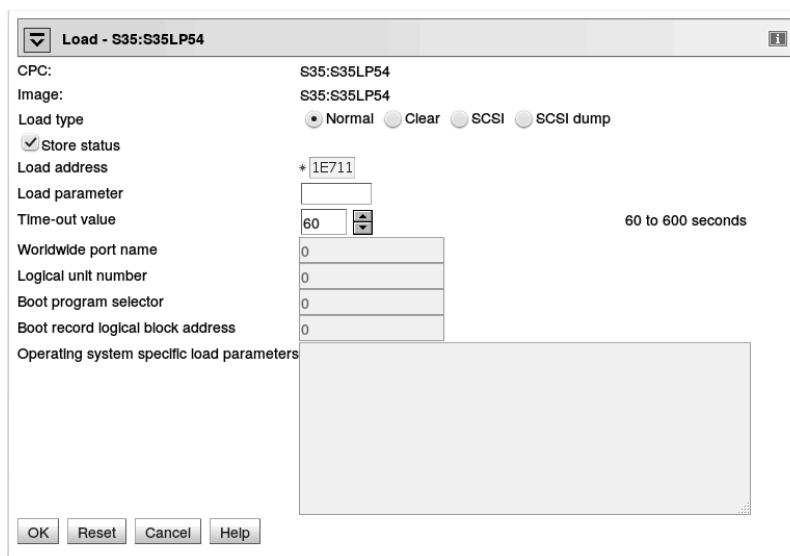 Load - S35:S35LP54
CPC: S35:S35LP54
Image: S35:S35LP54
Load type Normal Clear SCSI SCSI dump
Store status
Load address * 1E711
Load parameter
Time-out value 60 60 to 600 seconds
Worldwide port name 0
Logical unit number 0
Boot program selector 0
Boot record logical block address 0
Operating system specific load parameters
OK Reset Cancel Help